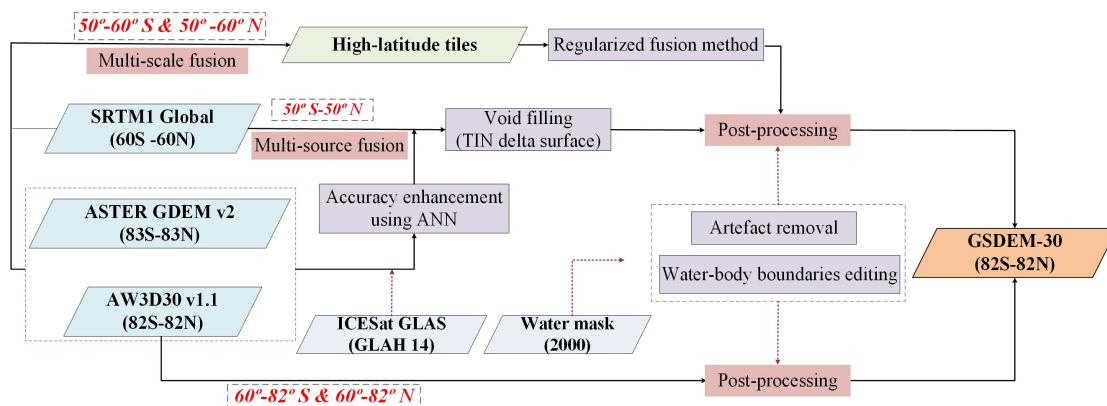 50º-60º S & 50º-60º N
Multi-scale fusion
High-latitude tiles
Regularized fusion method
SRTM1 Global
(60S -60N)
50º S-50º N
Multi-source fusion
Void filling
(TIN delta surface)
Post-processing
ASTER GDEM v2
(83S-83N)
Accuracy enhancement
using ANN
Artefact removal
Water-body boundaries editing
GSDEM-30
(82S-82N)
AW3D30 v1.1
(82S-82N)
ICESat GLAS
(GLAH 14)
Water mask
(2000)
60º-82º S & 60º-82º N
Post-processing